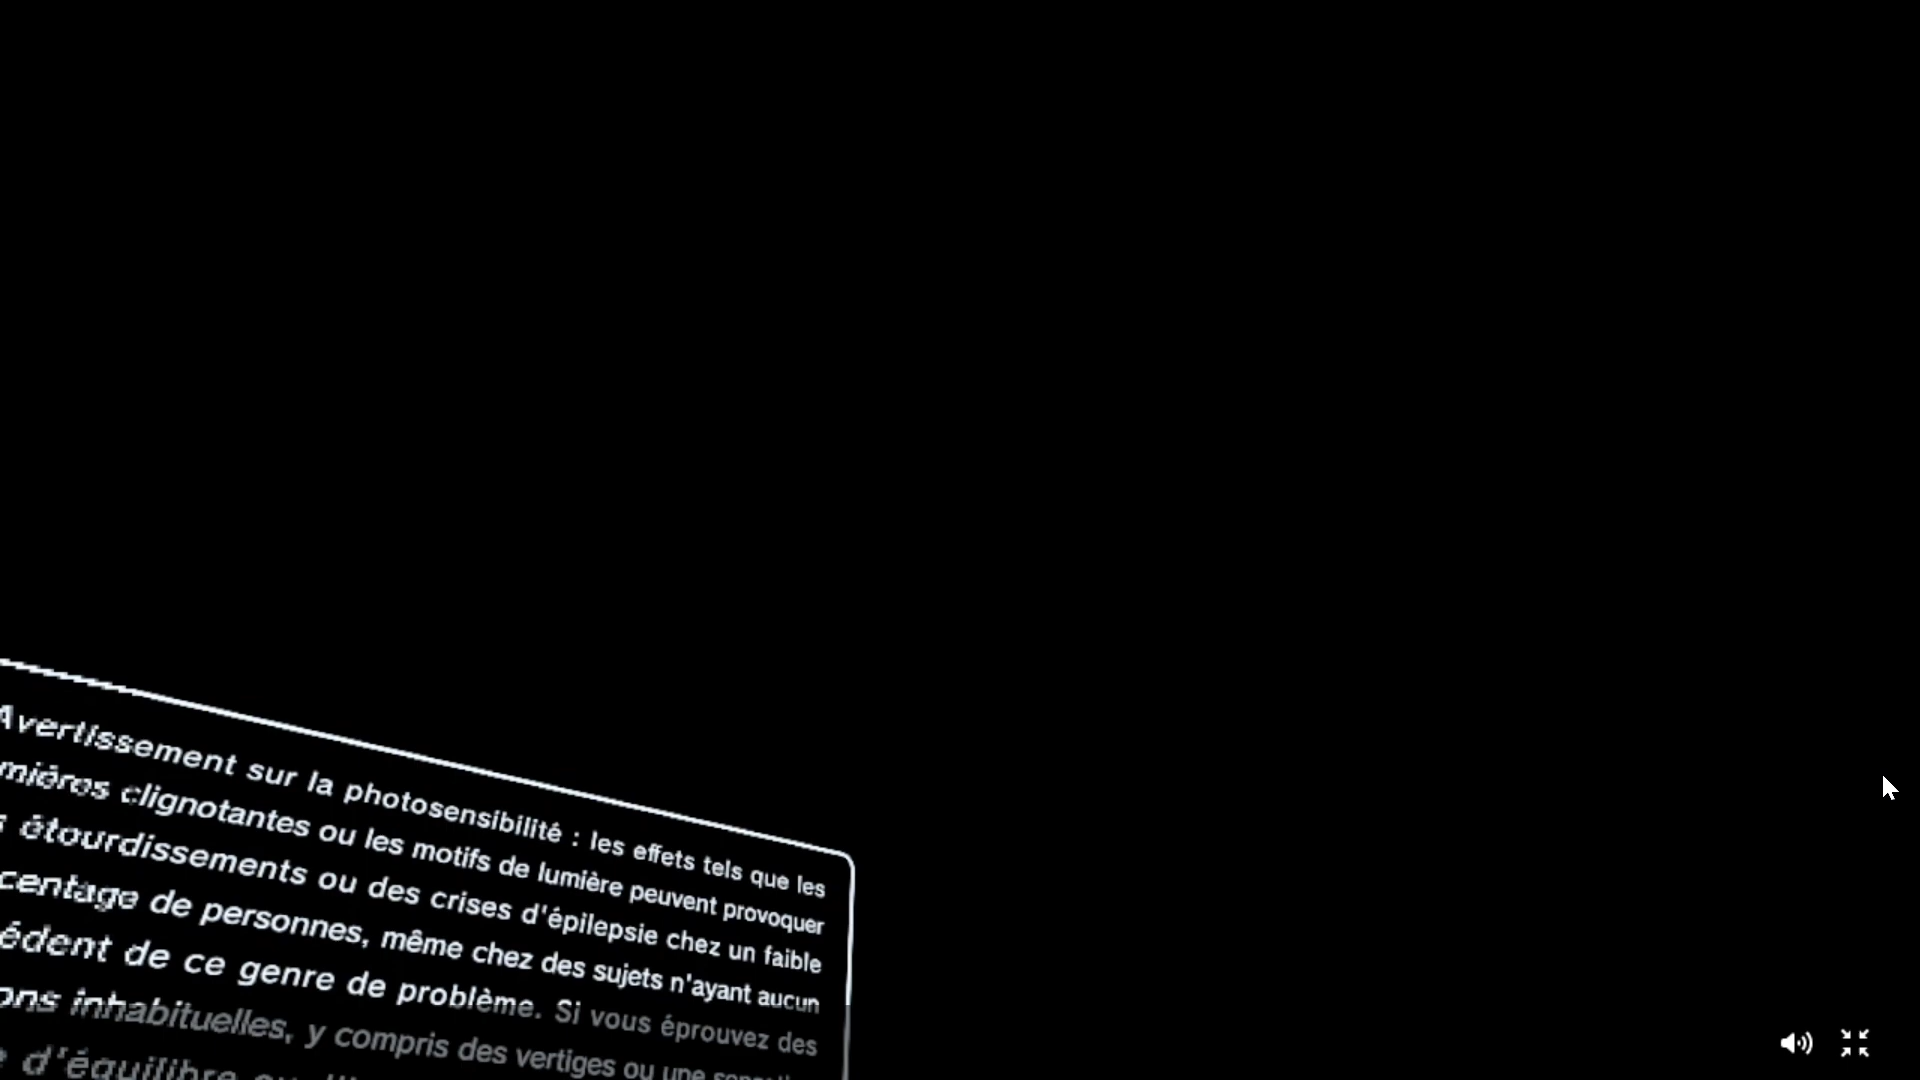 Avertissement sur la photosensibilité : les effets tels que les
mières clignotantes ou les motifs de lumière peuvent provoquer
s étourdissements ou des crises d'épilepsie chez un faible
centage de personnes, même chez des sujets n'ayant aucun
édent de ce genre de problème. Si vous éprouvez des
ons inhabituelles, y compris des vertiges ou une
d'équilibre